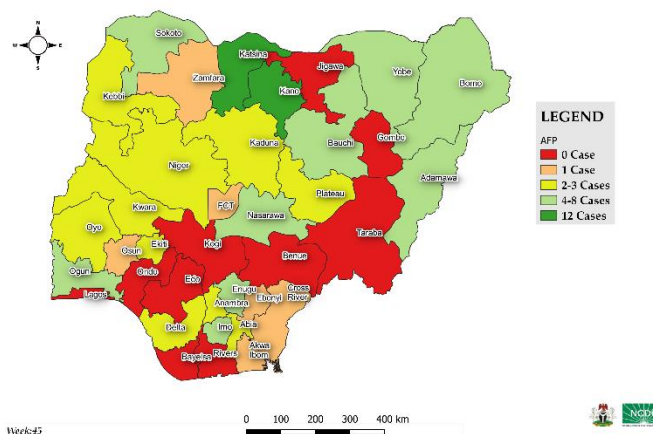 N
W E
S
Sokoto
Katsina
Jigawa
Yobe
Borno
Zamfara
Kano
Kebbi
Gombe
Bauchi
Kaduna
Niger
Adamawa
Plateau
FCT
Kwara
Nasarawa
Taraba
Oyo
Kogi
Ekiti
Osun
Benue
Ogun
Ondo
Edo
Lagos
Enugu
Cross
River
Ebonyi
Anambra
Delta
Imo
Abia
Akwa
Ibom
Bayelsa
Rivers
LEGEND
AFP
0 Case
1 Case
2-3 Cases
4-8 Cases
12 Cases
0 100 200 300 400 km
Week:45
NCDC